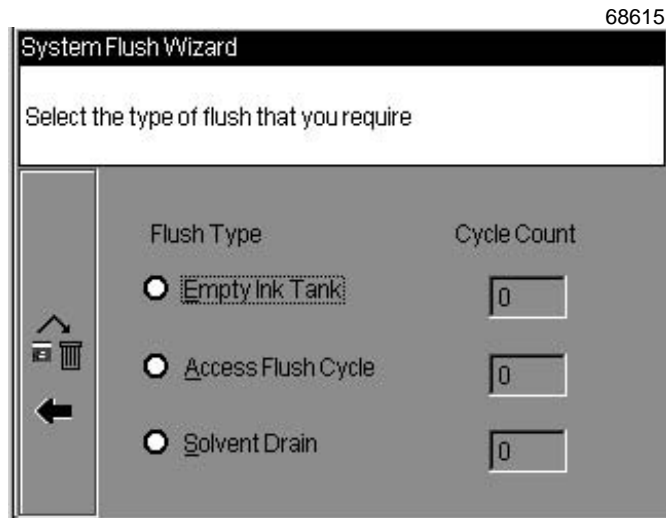 68615
System Flush Wizard
Select the type of flush that you require
Flush Type Cycle Count
Empty Ink Tank 0
Access Flush Cycle 0
Solvent Drain 0